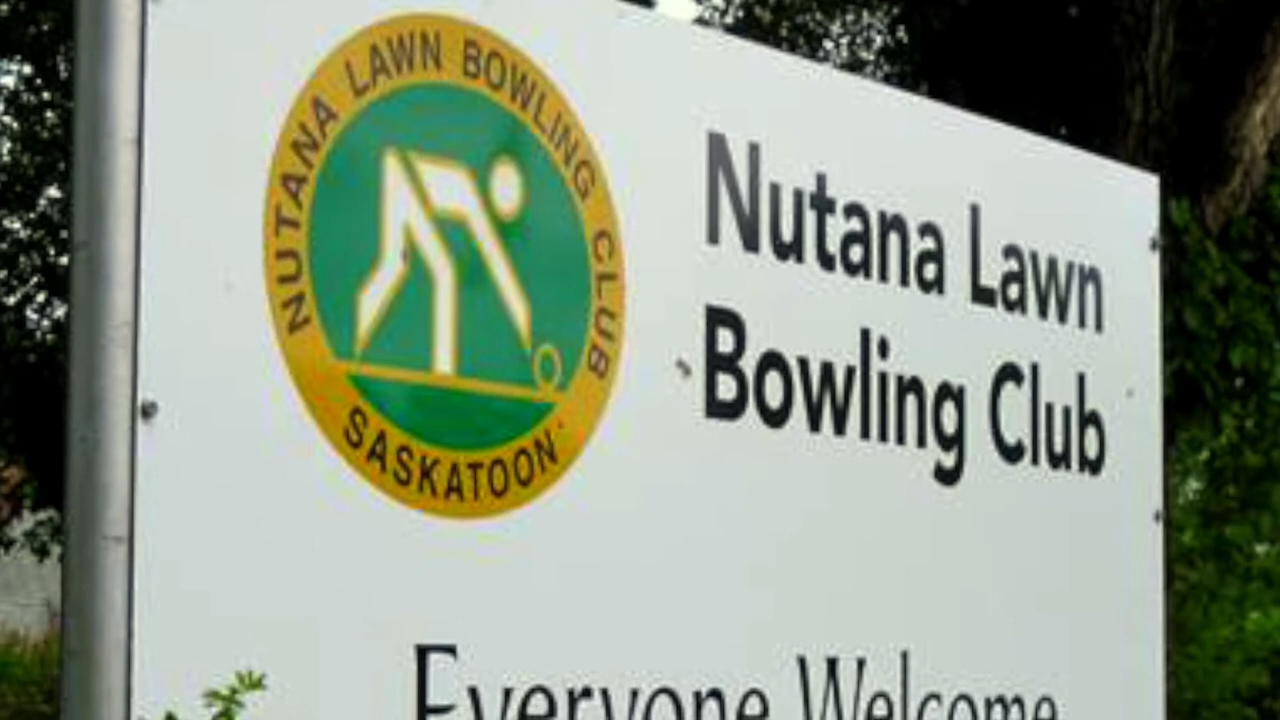 NUTANA LAWN BOWLING CLUB
SASKATOON
Nutana Lawn
Bowling Club
Everyone Welcome